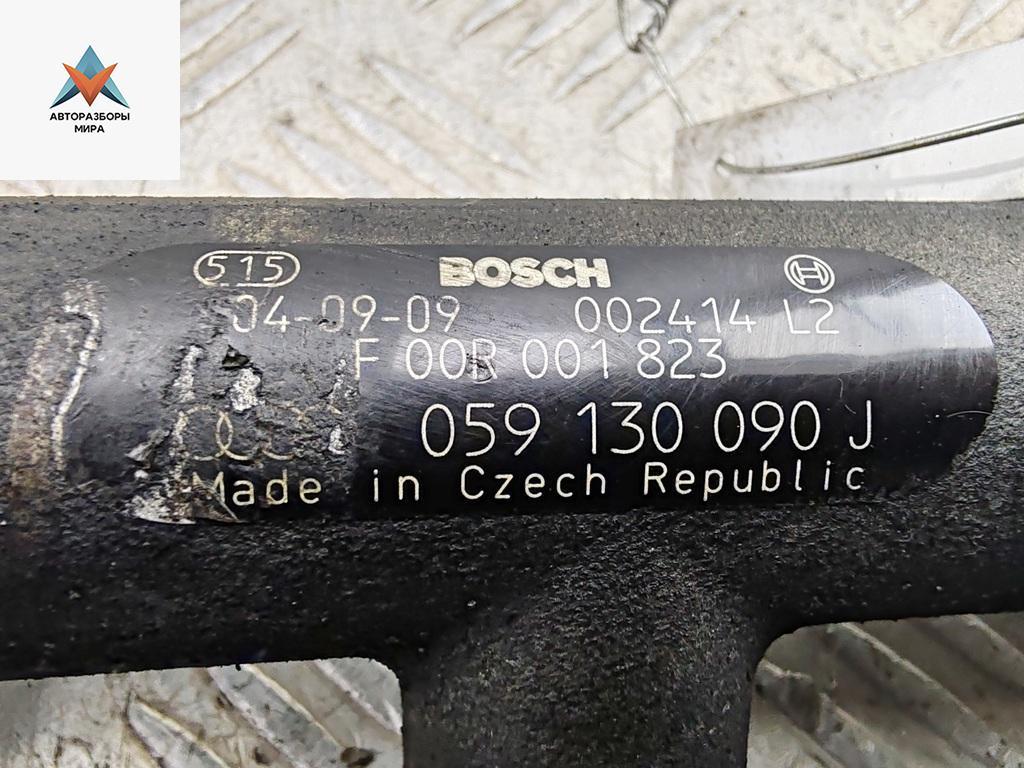 АВТОРАЗБОРЫ
МИРА
515 BOSCH
04-09-09 002414 L2
F 00R 001 823
059 130 090 J
Made in Czech Republic